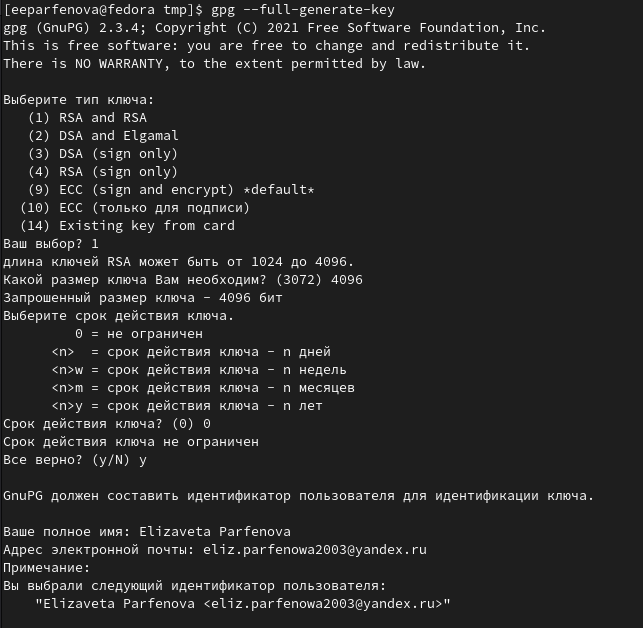 [eeparfenova@fedora tmp]$ gpg --full-generate-key
gpg (GnuPG) 2.3.4; Copyright (C) 2021 Free Software Foundation, Inc.
This is free software: you are free to change and redistribute it.
There is NO WARRANTY, to the extent permitted by law.

Выберите тип ключа:
   (1) RSA and RSA
   (2) DSA and Elgamal
   (3) DSA (sign only)
   (4) RSA (sign only)
   (9) ECC (sign and encrypt) *default*
  (10) ECC (только для подписи)
  (14) Existing key from card
Ваш выбор? 1
длина ключей RSA может быть от 1024 до 4096.
Какой размер ключа Вам необходим? (3072) 4096
Запрошенный размер ключа - 4096 бит
Выберите срок действия ключа.
         0 = не ограничен
      <n>  = срок действия ключа - n дней
      <n>w = срок действия ключа - n недель
      <n>m = срок действия ключа - n месяцев
      <n>y = срок действия ключа - n лет
Срок действия ключа? (0) 0
Срок действия ключа не ограничен
Все верно? (y/N) y

GnuPG должен составить идентификатор пользователя для идентификации ключа.

Ваше полное имя: Elizaveta Parfenova
Адрес электронной почты: eliz.parfenowa2003@yandex.ru
Примечание:
Вы выбрали следующий идентификатор пользователя:
    "Elizaveta Parfenova <eliz.parfenowa2003@yandex.ru>"